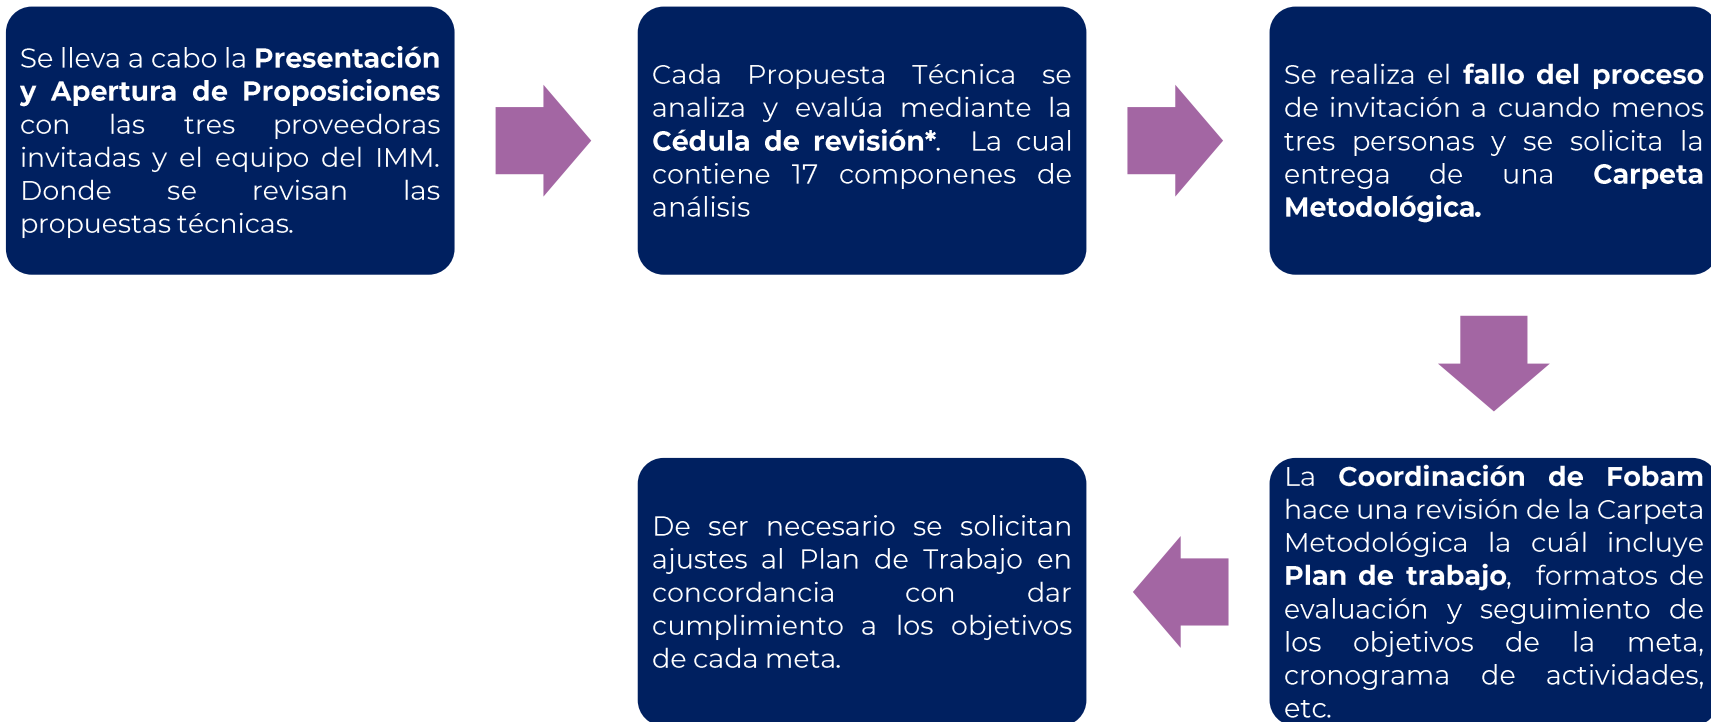 Se lleva a cabo la Presentación
y Apertura de Proposiciones
con las tres proveedoras
invitadas y el equipo del IMM.
Donde se revisan las
propuestas técnicas.
Cada Propuesta Técnica se
analiza y evalúa mediante la
Cédula de revisión*. La cual
contiene 17 componenes de
análisis
Se realiza el fallo del proceso
de invitación a cuando menos
tres personas y se solicita la
entrega de una Carpeta
Metodológica.
La Coordinación de Fobam
hace una revisión de la Carpeta
Metodológica la cuál incluye
Plan de trabajo, formatos de
evaluación y seguimiento de
los objetivos de la meta,
cronograma de actividades,
etc.
De ser necesario se solicitan
ajustes al Plan de Trabajo en
concordancia con dar
cumplimiento a los objetivos
de cada meta.